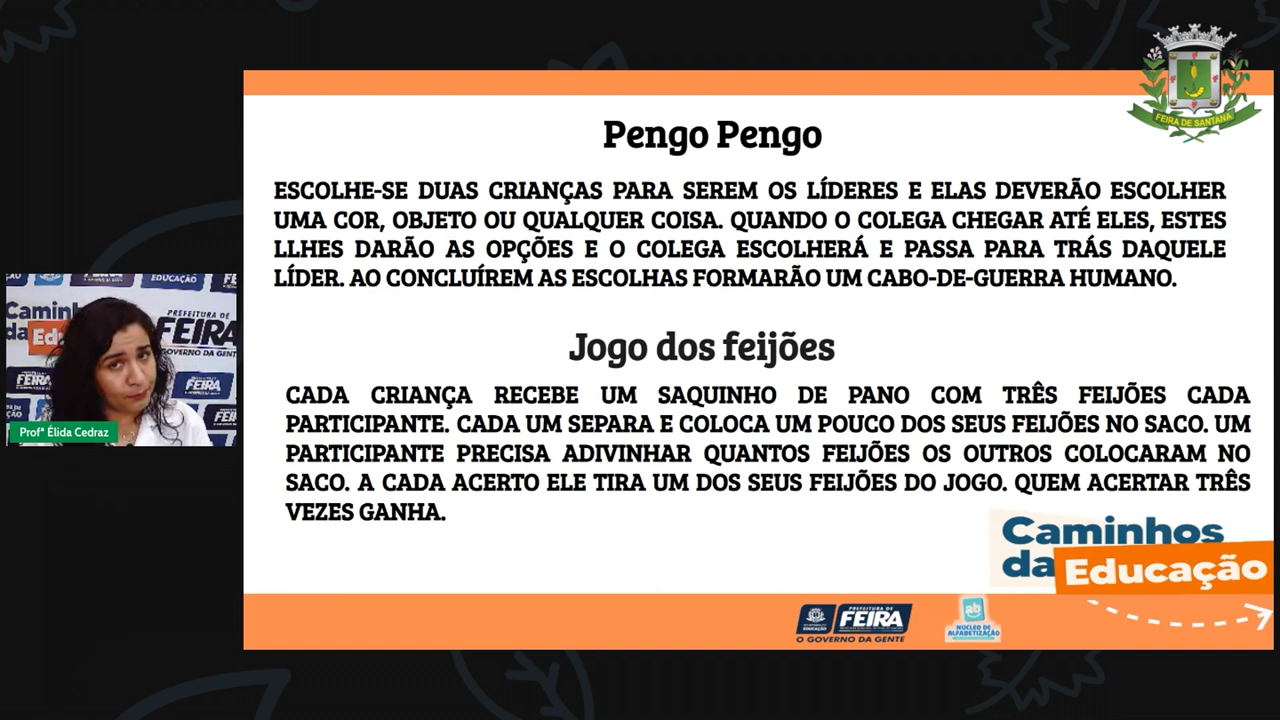 FEIRA DE SANTANA
Pengo Pengo
ESCOLHE-SE DUAS CRIANÇAS PARA SEREM OS LÍDERES E ELAS DEVERÃO ESCOLHER
UMA COR, OBJETO OU QUALQUER COISA. QUANDO O COLEGA CHEGAR ATÉ ELES, ESTES
LLHES DARÃO AS OPÇÕES E O COLEGA ESCOLHERÁ E PASSA PARA TRÁS DAQUELE
LÍDER. AO CONCLUÍREM AS ESCOLHAS FORMARÃO UM CABO-DE-GUERRA HUMANO.
Jogo dos feijões
CADA CRIANÇA RECEBE UM SAQUINHO DE PANO COM TRÊS FEIJÕES CADA
PARTICIPANTE. CADA UM SEPARA E COLOCA UM POUCO DOS SEUS FEIJÕES NO SACO. UM
PARTICIPANTE PRECISA ADIVINHAR QUANTOS FEIJÕES OS OUTROS COLOCARAM NO
SACO. A CADA ACERTO ELE TIRA UM DOS SEUS FEIJÕES DO JOGO. QUEM ACERTAR TRÊS
VEZES GANHA.
EDUCAÇÃO
Caminh
da Ed
PREFEITURA DE
FEIRA
GOVERNO DA GENTE
FEIRA
FEIRA
Profª Élida Cedraz
Caminhos
da Educação
EDUCAÇÃO
PREFEITURA DE
FEIRA
O GOVERNO DA GENTE
ab
NÚCLEO DE
ALFABETIZAÇÃO